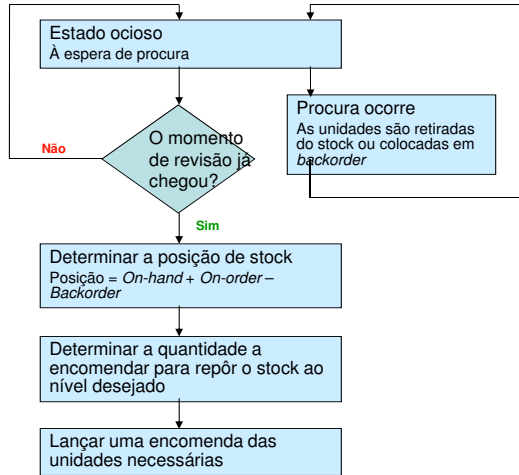 Estado ocioso
À espera de procura
O momento
de revisão já
chegou?
Não
Procura ocorre
As unidades são retiradas
do stock ou colocadas em
backorder
Sim
Determinar a posição de stock
Posição = On-hand + On-order –
Backorder
Determinar a quantidade a
encomendar para repôr o stock ao
nível desejado
Lançar uma encomenda das
unidades necessárias